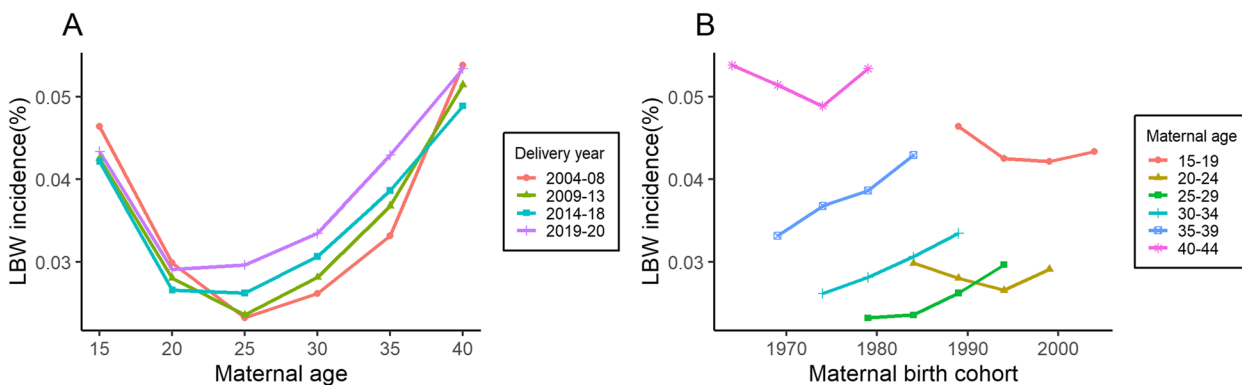 A
LBW incidence(%)
0.05
0.04
0.03
15 20 25 30 35 40
Maternal age
Delivery year
2004-08
2009-13
2014-18
2019-20
B
LBW incidence(%)
0.05
0.04
0.03
1970 1980 1990 2000
Maternal birth cohort
Maternal age
15-19
20-24
25-29
30-34
35-39
40-44